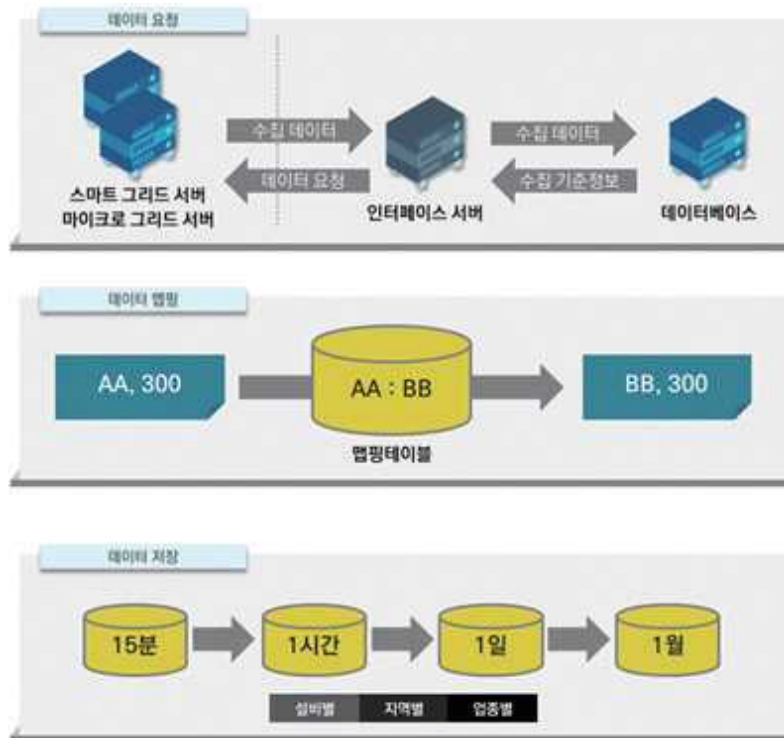 데이터 요청
수집 데이터
수집 데이터
데이터 요청
수집 기준정보
스마트 그리드 서버
마이크로 그리드 서버
인터페이스 서버
데이터베이스
데이터 맵핑
AA, 300
AA : BB
BB, 300
맵핑테이블
데이터 저장
15분
1시간
1일
1월
설비별
지역별
업종별